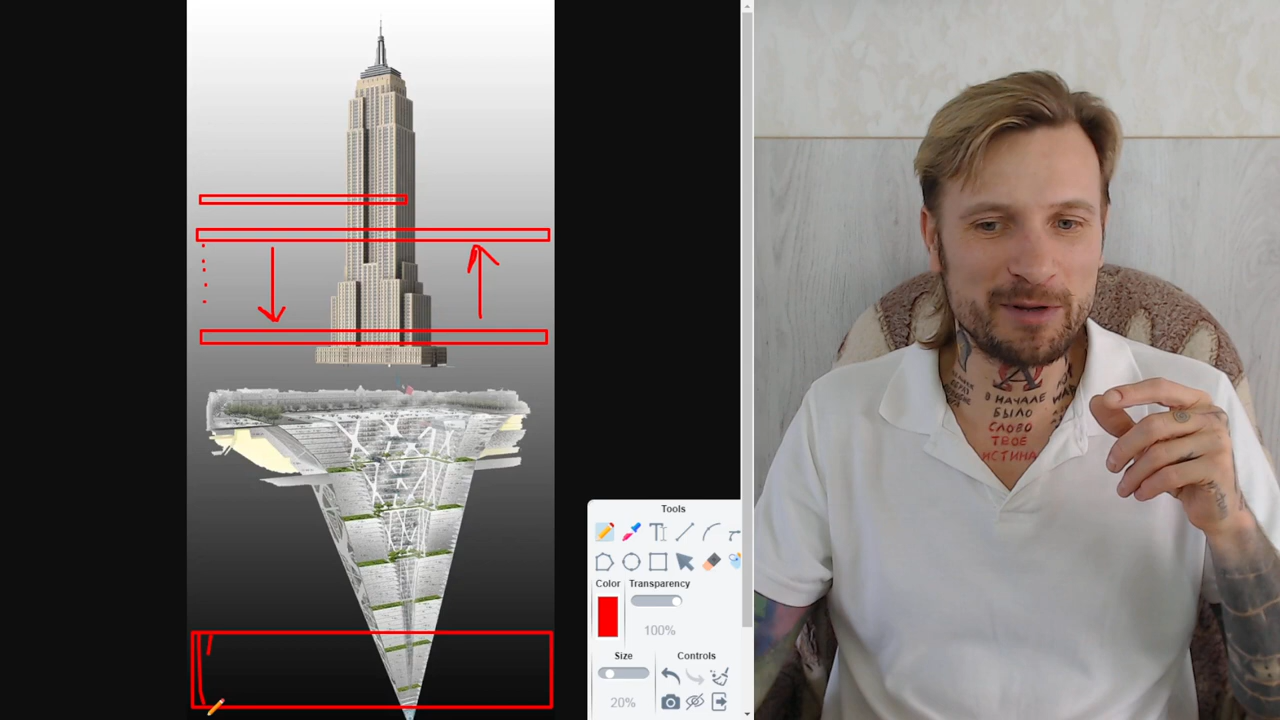 Tools
Color
Transparency
100%
Size
Controls
20%
В НАЧАЛЕ
БЫЛО
СЛОВО
ТВОЕ
ИСТИНА